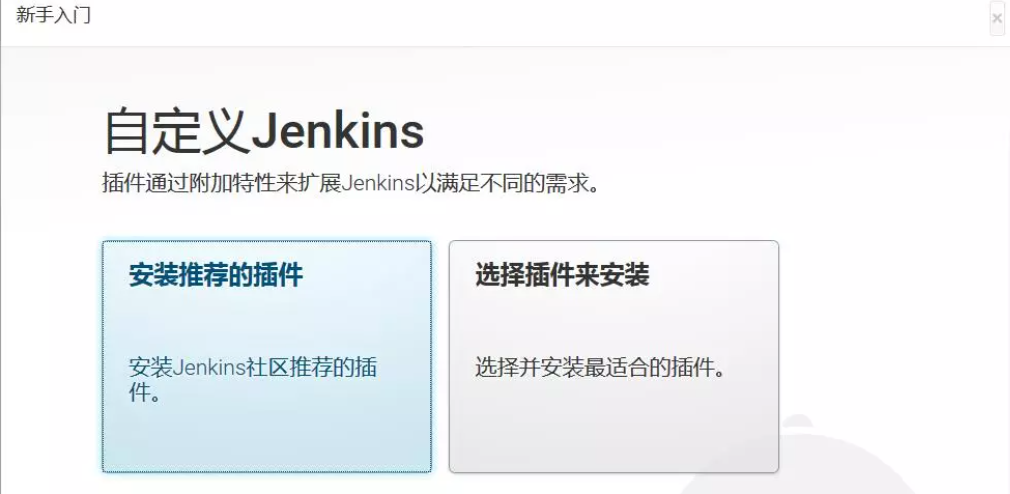 新手入门
×
自定义Jenkins
插件通过附加特性来扩展Jenkins以满足不同的需求。
安装推荐的插件
安装Jenkins社区推荐的插
件。
选择插件来安装
选择并安装最适合的插件。